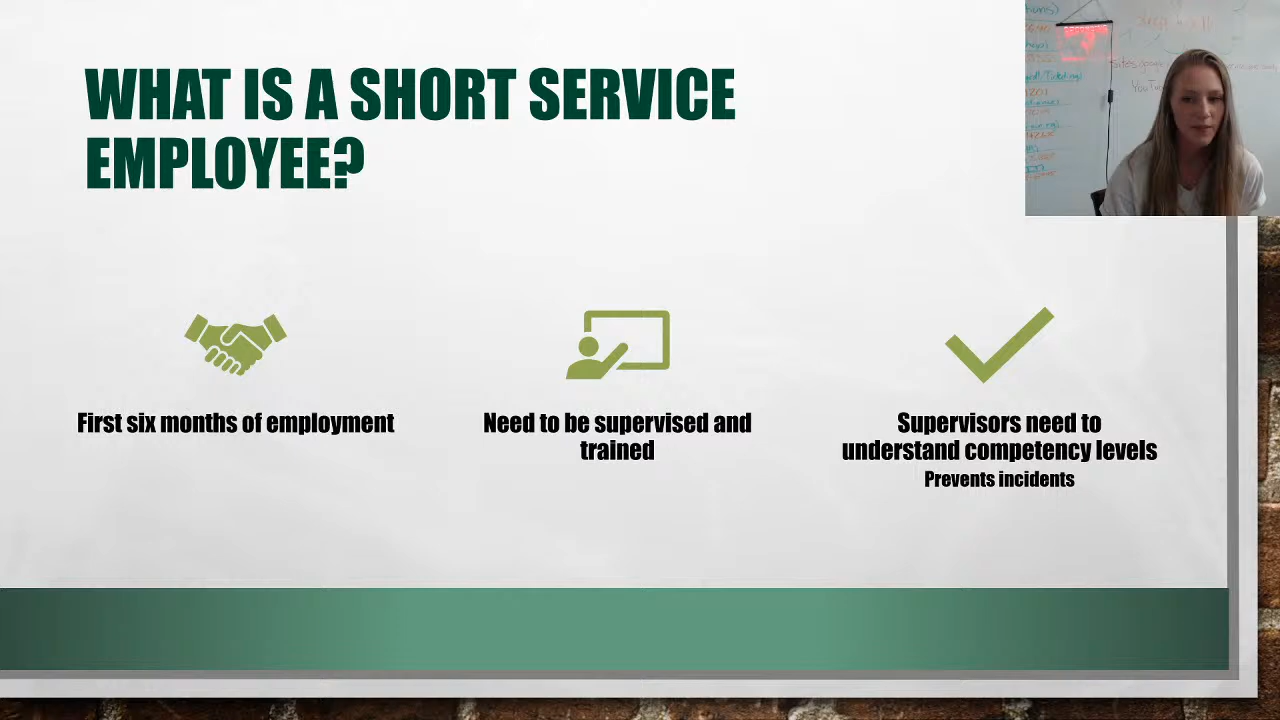 WHAT IS A SHORT SERVICE
EMPLOYEE?
First six months of employment
Need to be supervised and
trained
Supervisors need to
understand competency levels
Prevents incidents